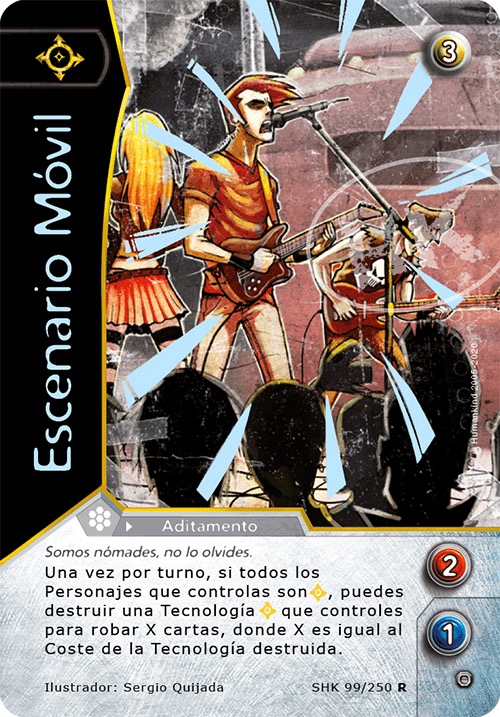 3
Escenario Móvil
Humankind 2005-2020
Aditamento
Somos nómades, no lo olvides.
Una vez por turno, si todos los
Personajes que controlas son , puedes
destruir una Tecnología que controles
para robar X cartas, donde X es igual al
Coste de la Tecnología destruida.
2
1
Ilustrador: Sergio Quijada
SHK 99/250 R